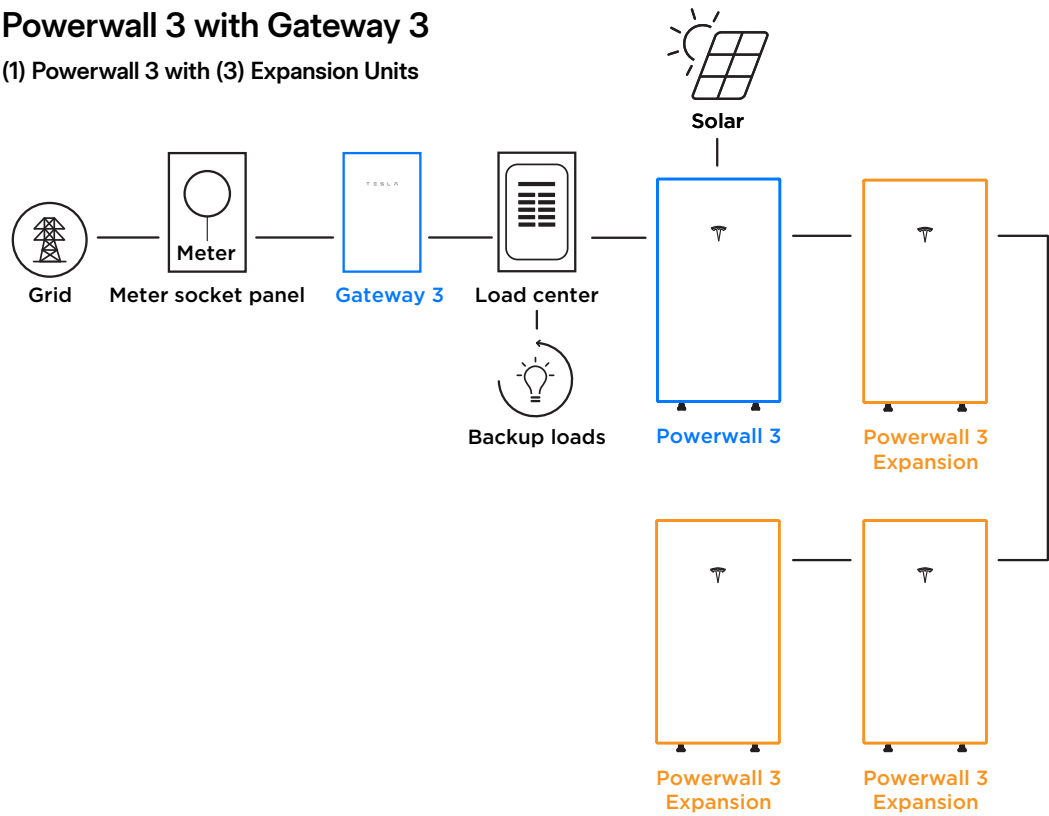 Powerwall 3 with Gateway 3
(1) Powerwall 3 with (3) Expansion Units
Solar
TESLA
Meter
Grid
Meter socket panel
Gateway 3
Load center
Backup loads
Powerwall 3
Powerwall 3
Expansion
Powerwall 3
Expansion
Powerwall 3
Expansion